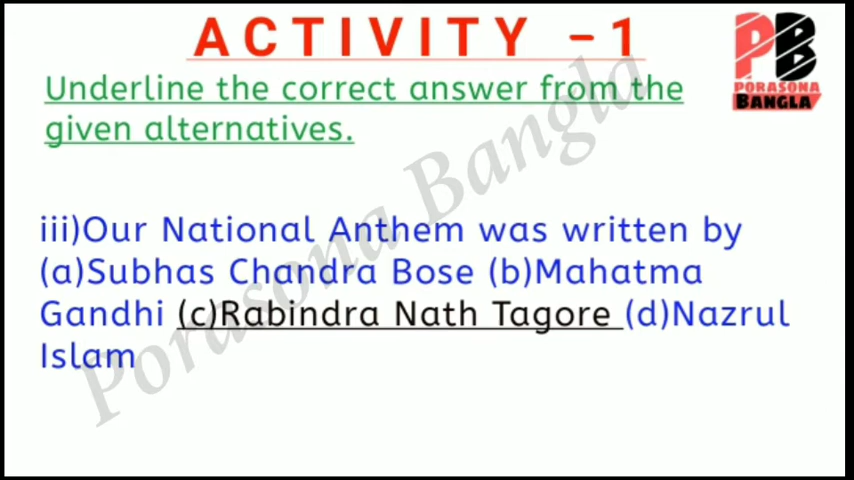 ACTIVITY -1
PB
PORASONA
BANGLA
Underline the correct answer from the
given alternatives.
iii)Our National Anthem was written by
(a)Subhas Chandra Bose (b)Mahatma
Gandhi (c)Rabindra Nath Tagore (d)Nazrul
Islam
Porasona Bangla